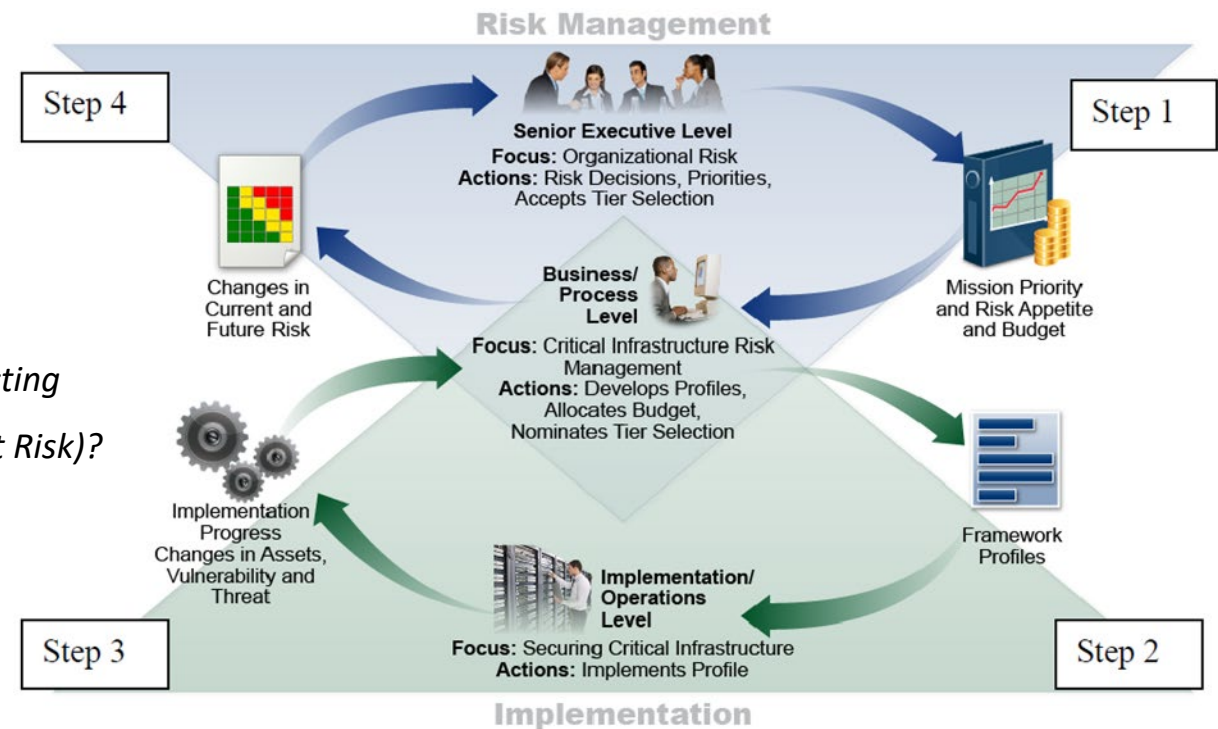 Risk Management
Step 4
Step 1
Senior Executive Level
Focus: Organizational Risk
Actions: Risk Decisions, Priorities,
Accepts Tier Selection
Changes in
Current and
Future Risk
Business/
Process
Level
Mission Priority
and Risk Appetite
and Budget
Focus: Critical Infrastructure Risk
Management
Actions: Develops Profiles,
Allocates Budget,
Nominates Tier Selection
Risk)?
Implementation
Progress
Changes in Assets,
Vulnerability and
Threat
Framework
Profiles
Implementation/
Operations
Level
Focus: Securing Critical Infrastructure
Actions: Implements Profile
Step 3
Step 2
Implementation